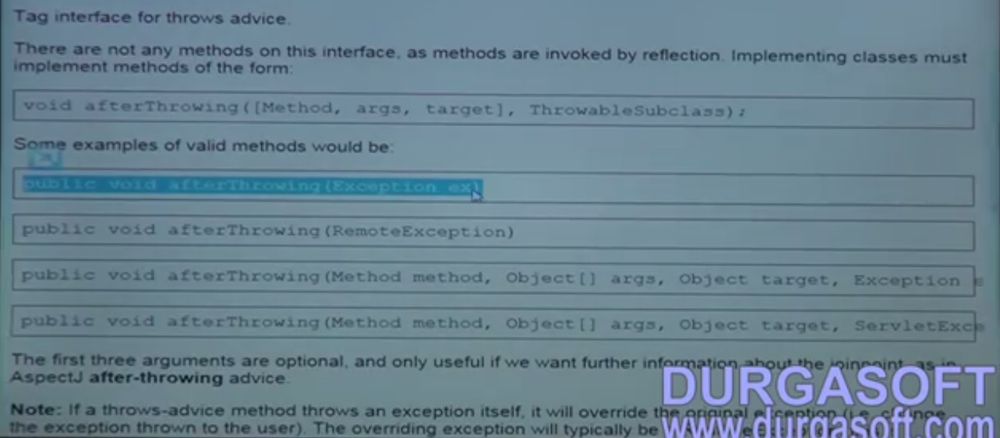 Tag interface for throws advice.
There are not any methods on this interface, as methods are invoked by reflection. Implementing classes must
implement methods of the form:
void afterThrowing([Method, args, target], ThrowableSubclass);
Some examples of valid methods would be:
public void afterThrowing(Exception ex)
public void afterThrowing(RemoteException)
public void afterThrowing(Method method, Object[] args, Object target, Exception e
public void afterThrowing(Method method, Object[] args, Object target, ServletExce
The first three arguments are optional, and only useful if we want further information about the joinpoint, as in
AspectJ after-throwing advice.
Note: If a throws-advice method throws an exception itself, it will override the original exception (i.e. change
the exception thrown to the user). The overriding exception will typically be
DURGASOFT
www.durgasoft.com